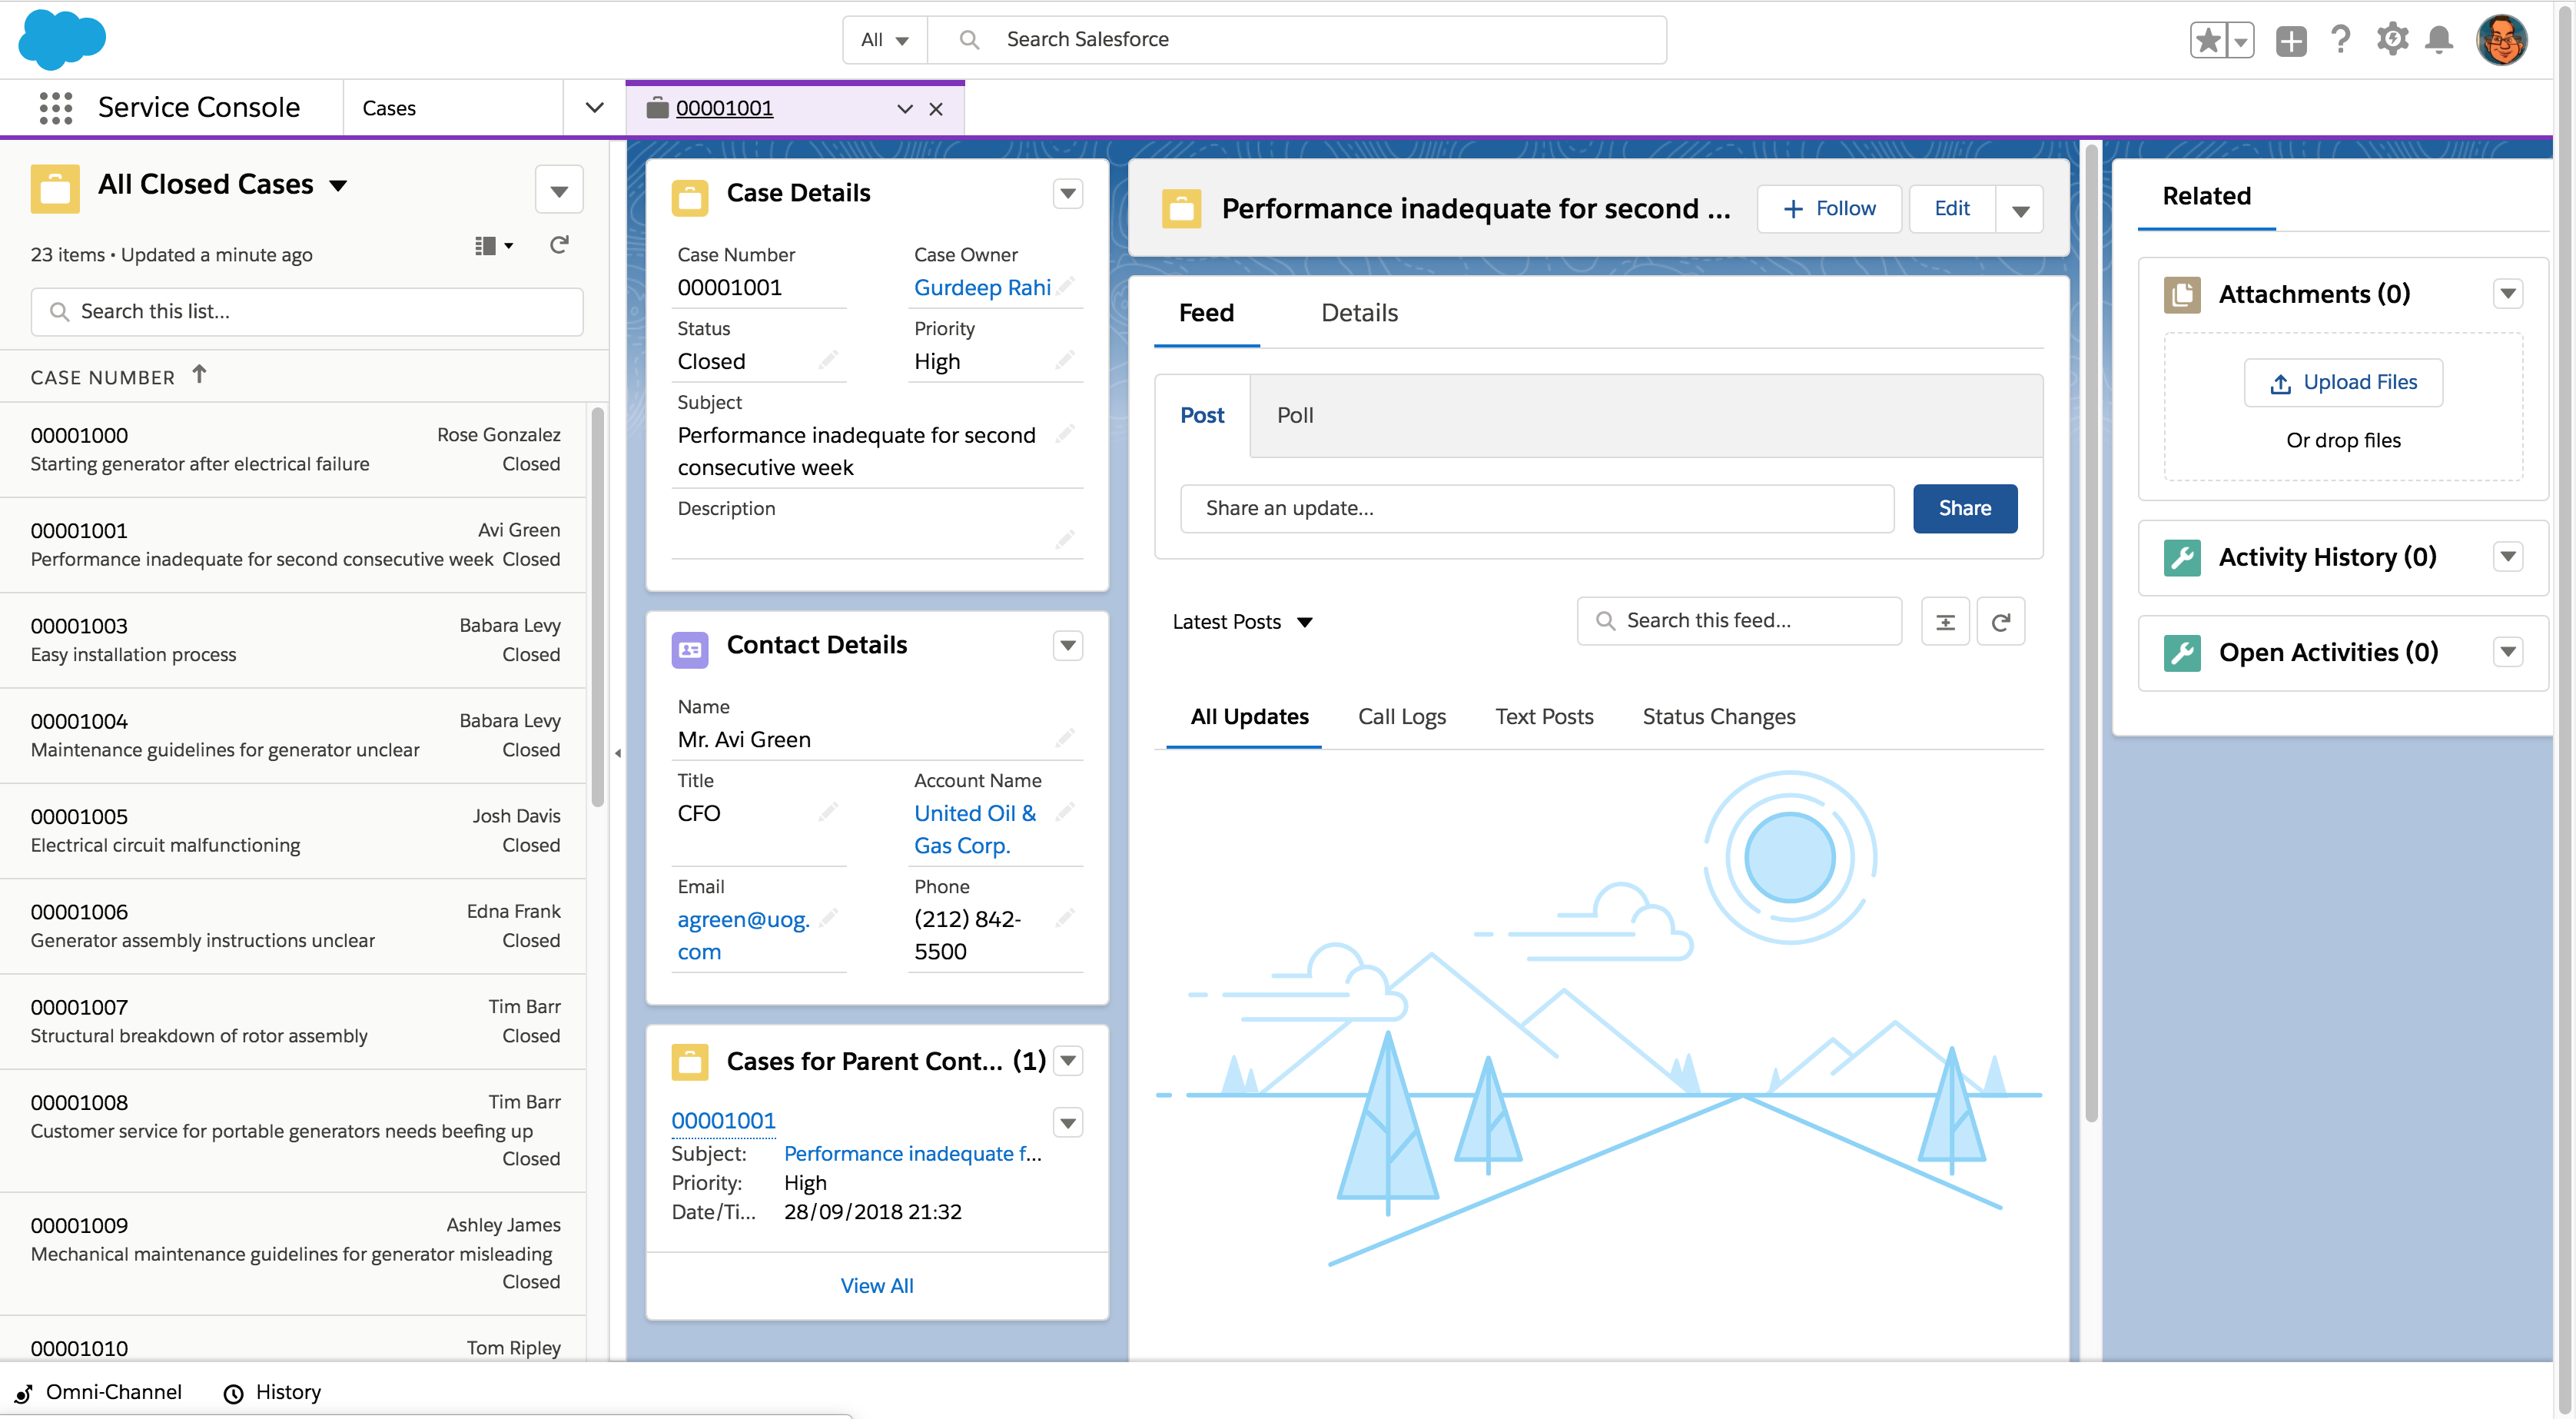 All
Search Salesforce
Service Console
Cases
00001001
All Closed Cases
23 items • Updated a minute ago
Search this list...
CASE NUMBER
00001000 Rose Gonzalez
Starting generator after electrical failure Closed
00001001 Avi Green
Performance inadequate for second consecutive week Closed
00001003 Babara Levy
Easy installation process Closed
00001004 Babara Levy
Maintenance guidelines for generator unclear Closed
00001005 Josh Davis
Electrical circuit malfunctioning Closed
00001006 Edna Frank
Generator assembly instructions unclear Closed
00001007 Tim Barr
Structural breakdown of rotor assembly Closed
00001008 Tim Barr
Customer service for portable generators needs beefing up
Closed
00001009 Ashley James
Mechanical maintenance guidelines for generator misleading
Closed
00001010 Tom Ripley
Case Details
Case Number Case Owner
00001001 Gurdeep Rahi
Status Priority
Closed High
Subject
Performance inadequate for second
consecutive week
Description
Contact Details
Name
Mr. Avi Green
Title Account Name
CFO United Oil &
Gas Corp.
Email Phone
agreen@uog. (212) 842-
com 5500
Cases for Parent Cont... (1)
00001001
Subject: Performance inadequate f...
Priority: High
Date/Ti... 28/09/2018 21:32
View All
Performance inadequate for second ...
Follow
Edit
Feed Details
Post Poll
Share an update... Share
Latest Posts
Search this feed...
All Updates Call Logs Text Posts Status Changes
Related
Attachments (0)
Upload Files
Or drop files
Activity History (0)
Open Activities (0)
Omni-Channel History